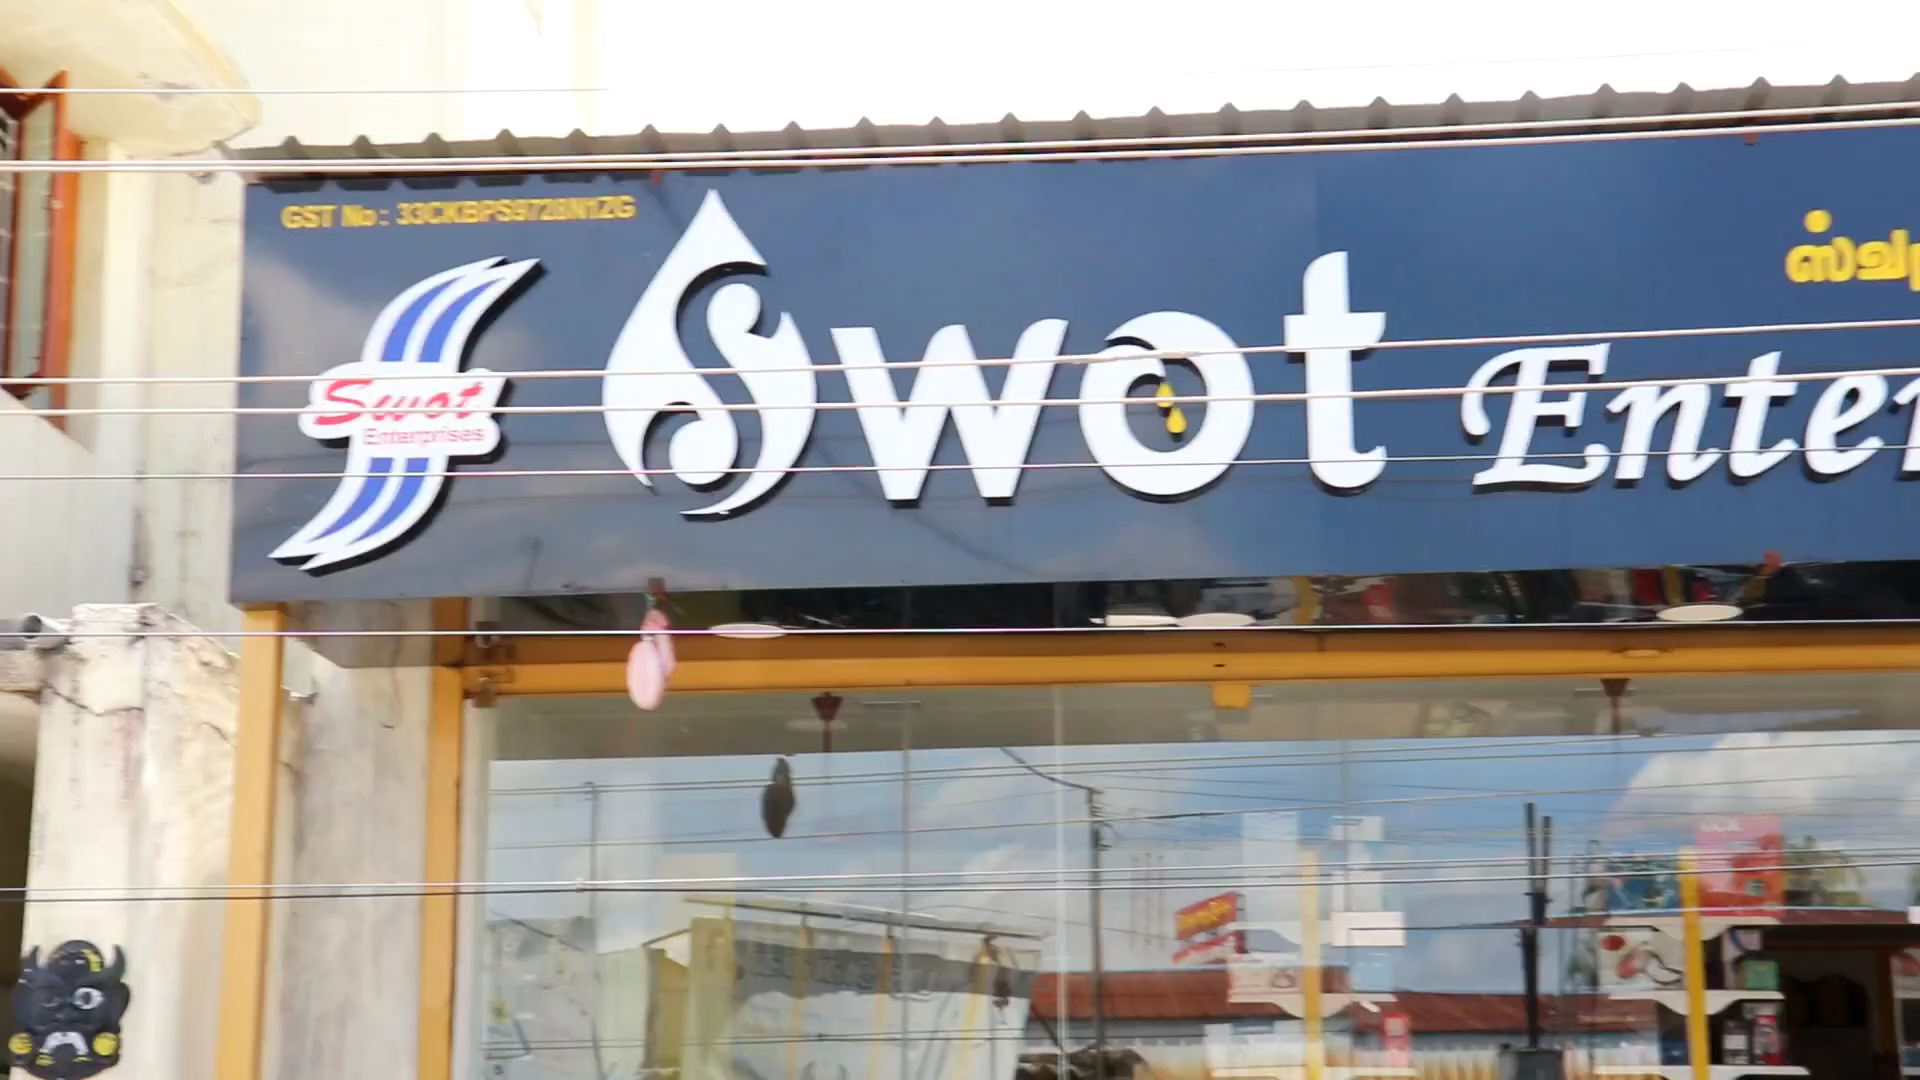 GST No : 33CKBPS9728N1ZG
Swot
Enterprises
Swot Enter
ஸ்வ